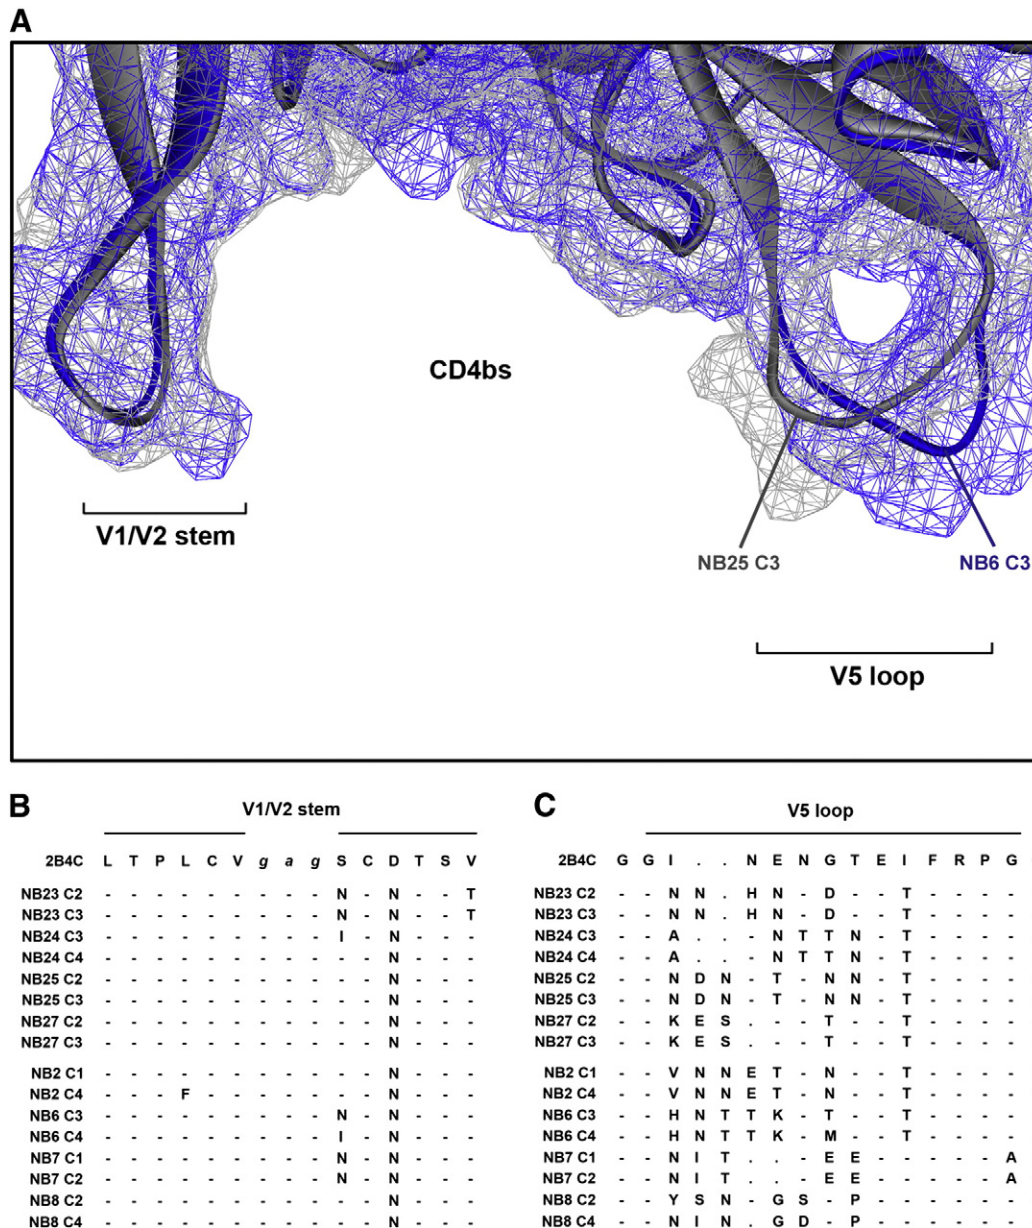 A
CD4bs
V1/V2 stem
NB25 C3
NB6 C3
V5 loop
B
V1/V2 stem
2B4C L T P L C V g a g S C D T S V
NB23 C2 - - - - - - - - - N - N - - T
NB23 C3 - - - - - - - - - N - N - - T
NB24 C3 - - - - - - - - - I - N - - -
NB24 C4 - - - - - - - - - - - N - - -
NB25 C2 - - - - - - - - - - - N - - -
NB25 C3 - - - - - - - - - - - N - - -
NB27 C2 - - - - - - - - - - - N - - -
NB27 C3 - - - - - - - - - - - N - - -
NB2 C1 - - - - - - - - - - - N - - -
NB2 C4 - - - F - - - - - - - N - - -
NB6 C3 - - - - - - - - - N - N - - -
NB6 C4 - - - - - - - - - I - N - - -
NB7 C1 - - - - - - - - - N - N - - -
NB7 C2 - - - - - - - - - N - N - - -
NB8 C2 - - - - - - - - - - - N - - -
NB8 C4 - - - - - - - - - - - N - - -
C
V5 loop
2B4C G G I . . N E N G T E I F R P G
NB23 C2 - - N N . H N - D - - T - - - -
NB23 C3 - - N N . H N - D - - T - - - -
NB24 C3 - - A . . - N T T N - T - - - -
NB24 C4 - - A . . - N T T N - T - - - -
NB25 C2 - - N D N - T - N N - T - - - -
NB25 C3 - - N D N - T - N N - T - - - -
NB27 C2 - - K E S . - - T - - T - - - -
NB27 C3 - - K E S . - - T - - T - - - -
NB2 C1 - - V N N E T - N - - T - - - -
NB2 C4 - - V N N E T - N - - T - - - -
NB6 C3 - - H N T T K - T - - T - - - -
NB6 C4 - - H N T T K - M - - T - - - -
NB7 C1 - - N I T . . - E E - - - - - A
NB7 C2 - - N I T . . - E E - - - - - A
NB8 C2 - - Y S N - G S - P - - - - - -
NB8 C4 - - N I N . G D - P - - - - - -